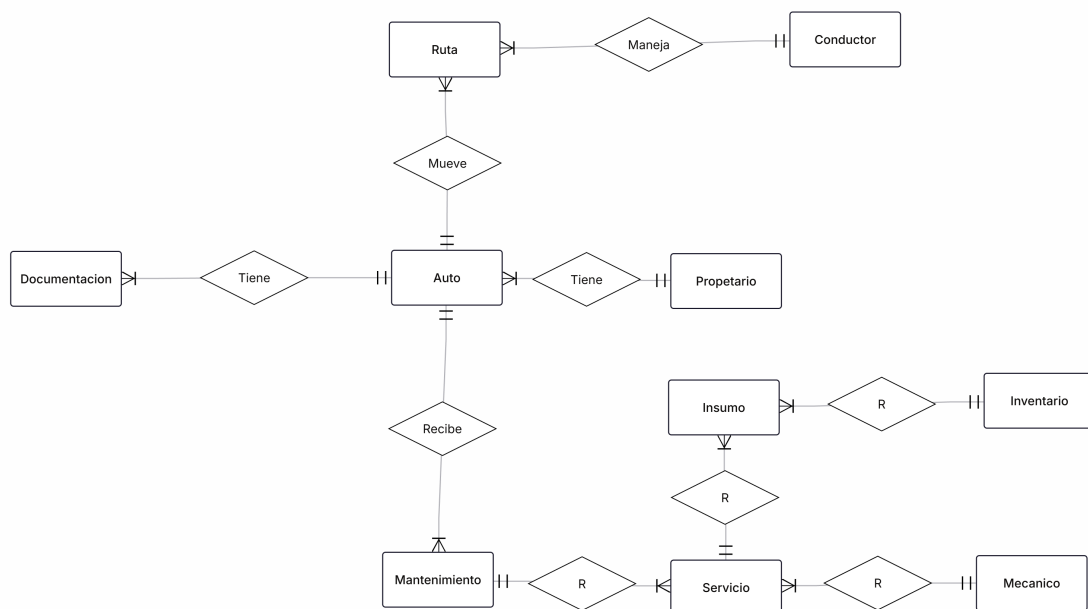 Ruta
Maneja
Conductor
Mueve
Documentacion
Tiene
Auto
Tiene
Propetario
Insumo
R
Inventario
Recibe
R
Mantenimiento
R
Servicio
R
Mecanico